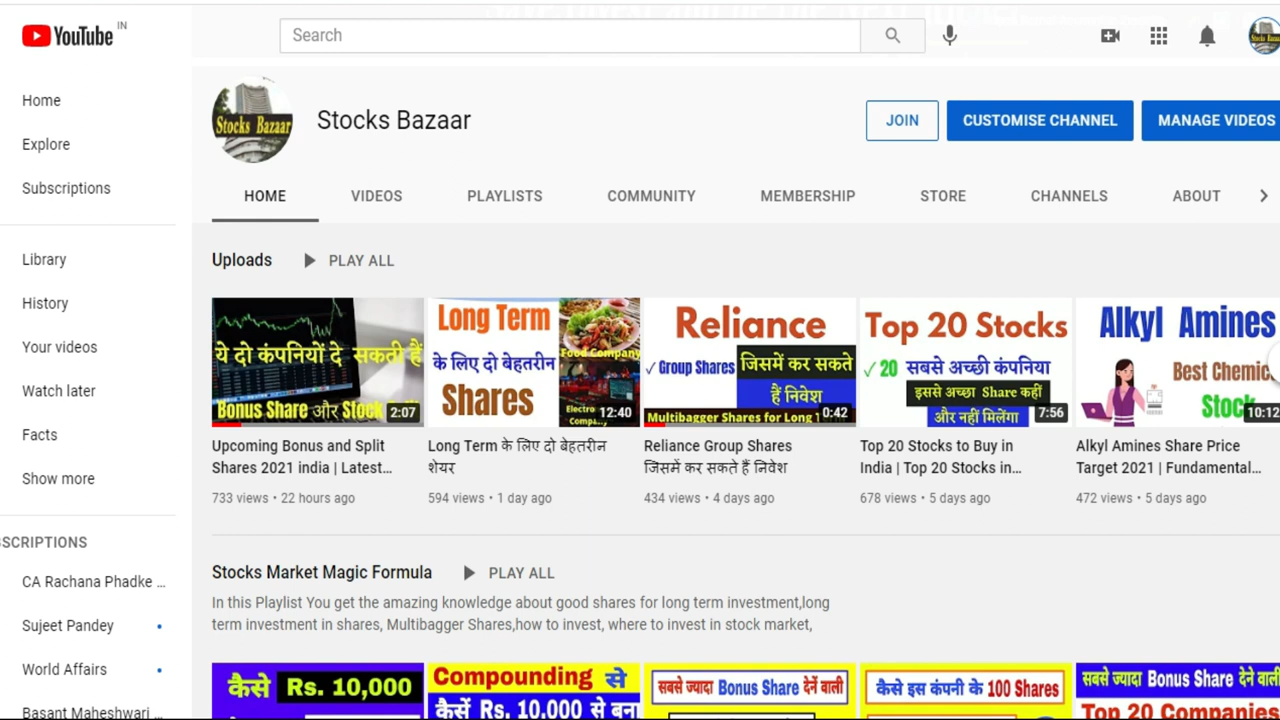 YouTube IN
Search
Stocks Bazaar
Stocks Bazaar
JOIN
CUSTOMISE CHANNEL
MANAGE VIDEOS
HOME
VIDEOS
PLAYLISTS
COMMUNITY
MEMBERSHIP
STORE
CHANNELS
ABOUT
Home
Explore
Subscriptions
Library
History
Your videos
Watch later
Facts
Show more
SCRIPTIONS
CA Rachana Phadke ...
Sujeet Pandey
World Affairs
Basant Maheshwari ...
Uploads
PLAY ALL
ये दो कंपनियों दे सकती हैं
Bonus Share और Stock
2:07
Upcoming Bonus and Split
Shares 2021 india | Latest...
733 views • 22 hours ago
Long Term
के लिए दो बेहतरीन
Shares
Food Company
Electro
Company
12:40
Long Term के लिए दो बेहतरीन
शेयर
594 views • 1 day ago
Reliance
✓Group Shares
जिसमें कर सकते
हैं निवेश
Multibagger Shares for Long T
0:42
Reliance Group Shares
जिसमें कर सकते हैं निवेश
434 views • 4 days ago
Top 20 Stocks
✓ 20 सबसे अच्छी कंपनिया
इससे अच्छा Share कहीं
और नहीं मिलेंगा
7:56
Top 20 Stocks to Buy in
India | Top 20 Stocks in...
678 views • 5 days ago
Alkyl Amines
Best Chemic
Stock
10:12
Alkyl Amines Share Price
Target 2021 | Fundamental...
472 views • 5 days ago
Stocks Market Magic Formula
PLAY ALL
In this Playlist You get the amazing knowledge about good shares for long term investment,long
term investment in shares, Multibagger Shares,how to invest, where to invest in stock market,
कैसे Rs. 10,000
Compounding से
कैसें Rs. 10,000 से बना
सबसे ज्यादा Bonus Share देनें वाली
कैसे इस कंपनी के 100 Shares
सबसे ज्यादा Bonus Share देने वाली
Top 20 Companies